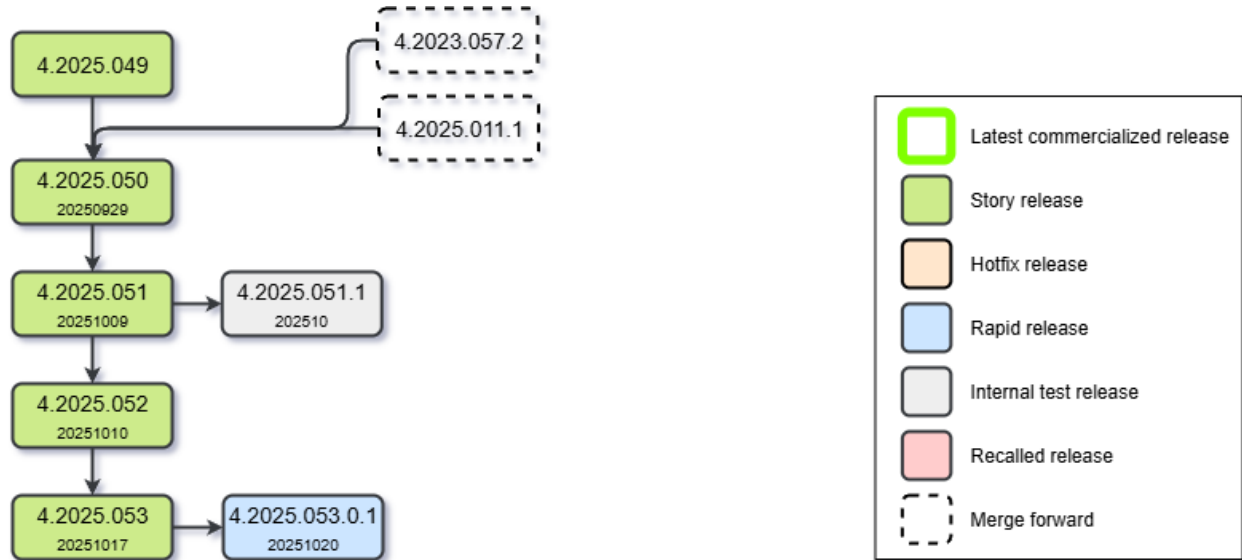 4.2025.049
4.2023.057.2
4.2025.011.1
4.2025.050
20250929
4.2025.051
20251009
4.2025.051.1
202510
4.2025.052
20251010
4.2025.053
20251017
4.2025.053.0.1
20251020
Latest commercialized release
Story release
Hotfix release
Rapid release
Internal test release
Recalled release
Merge forward